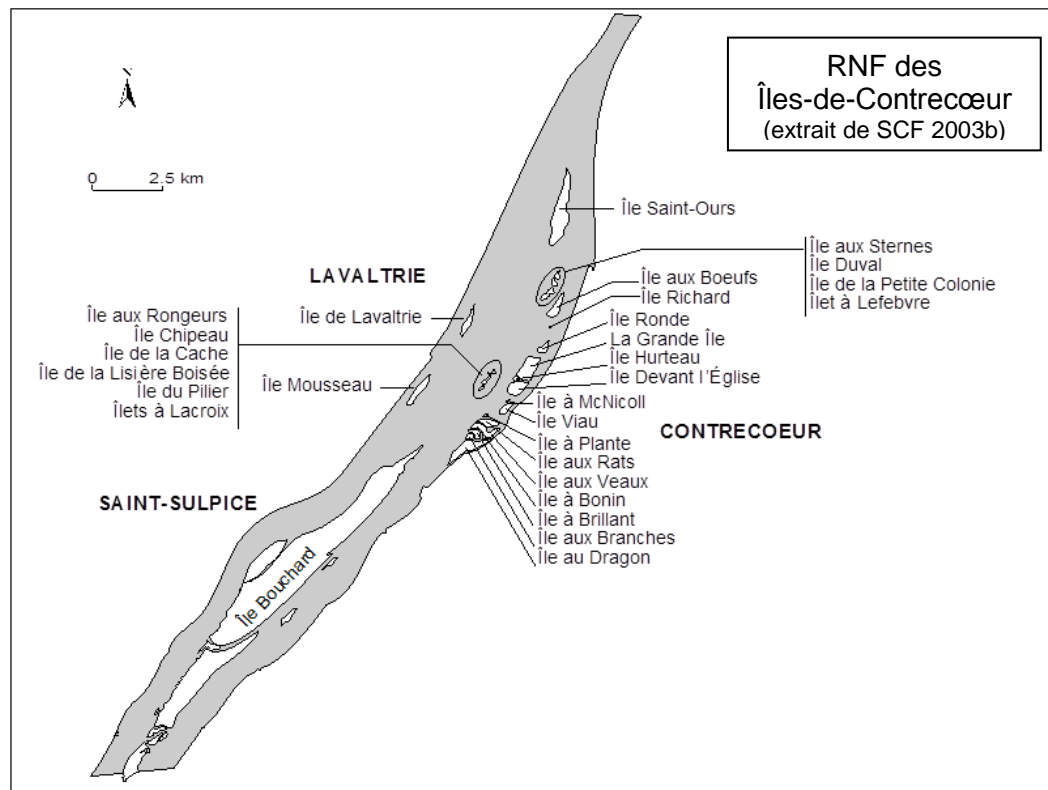 RNF des
Îles-de-Contrecœur
(extrait de SCF 2003b)
N
0 2.5 km
Île Saint-Ours
Île aux Sternes
Île Duval
Île de la Petite Colonie
Îlet à Lefebvre
LAVALTRIE
Île aux Boeufs
Île Richard
Île de Lavaltrie
Île Ronde
La Grande Île
Île Hurteau
Île Devant l'Église
Île aux Rongeurs
Île Chipeau
Île de la Cache
Île de la Lisière Boisée
Île du Pilier
Îlets à Lacroix
Île Mousseau
Île à McNicoll
Île Viau
CONTRECOEUR
Île à Plante
Île aux Rats
Île aux Veaux
Île à Bonin
Île à Brillant
Île aux Branches
Île au Dragon
SAINT-SULPICE
Île Bouchard